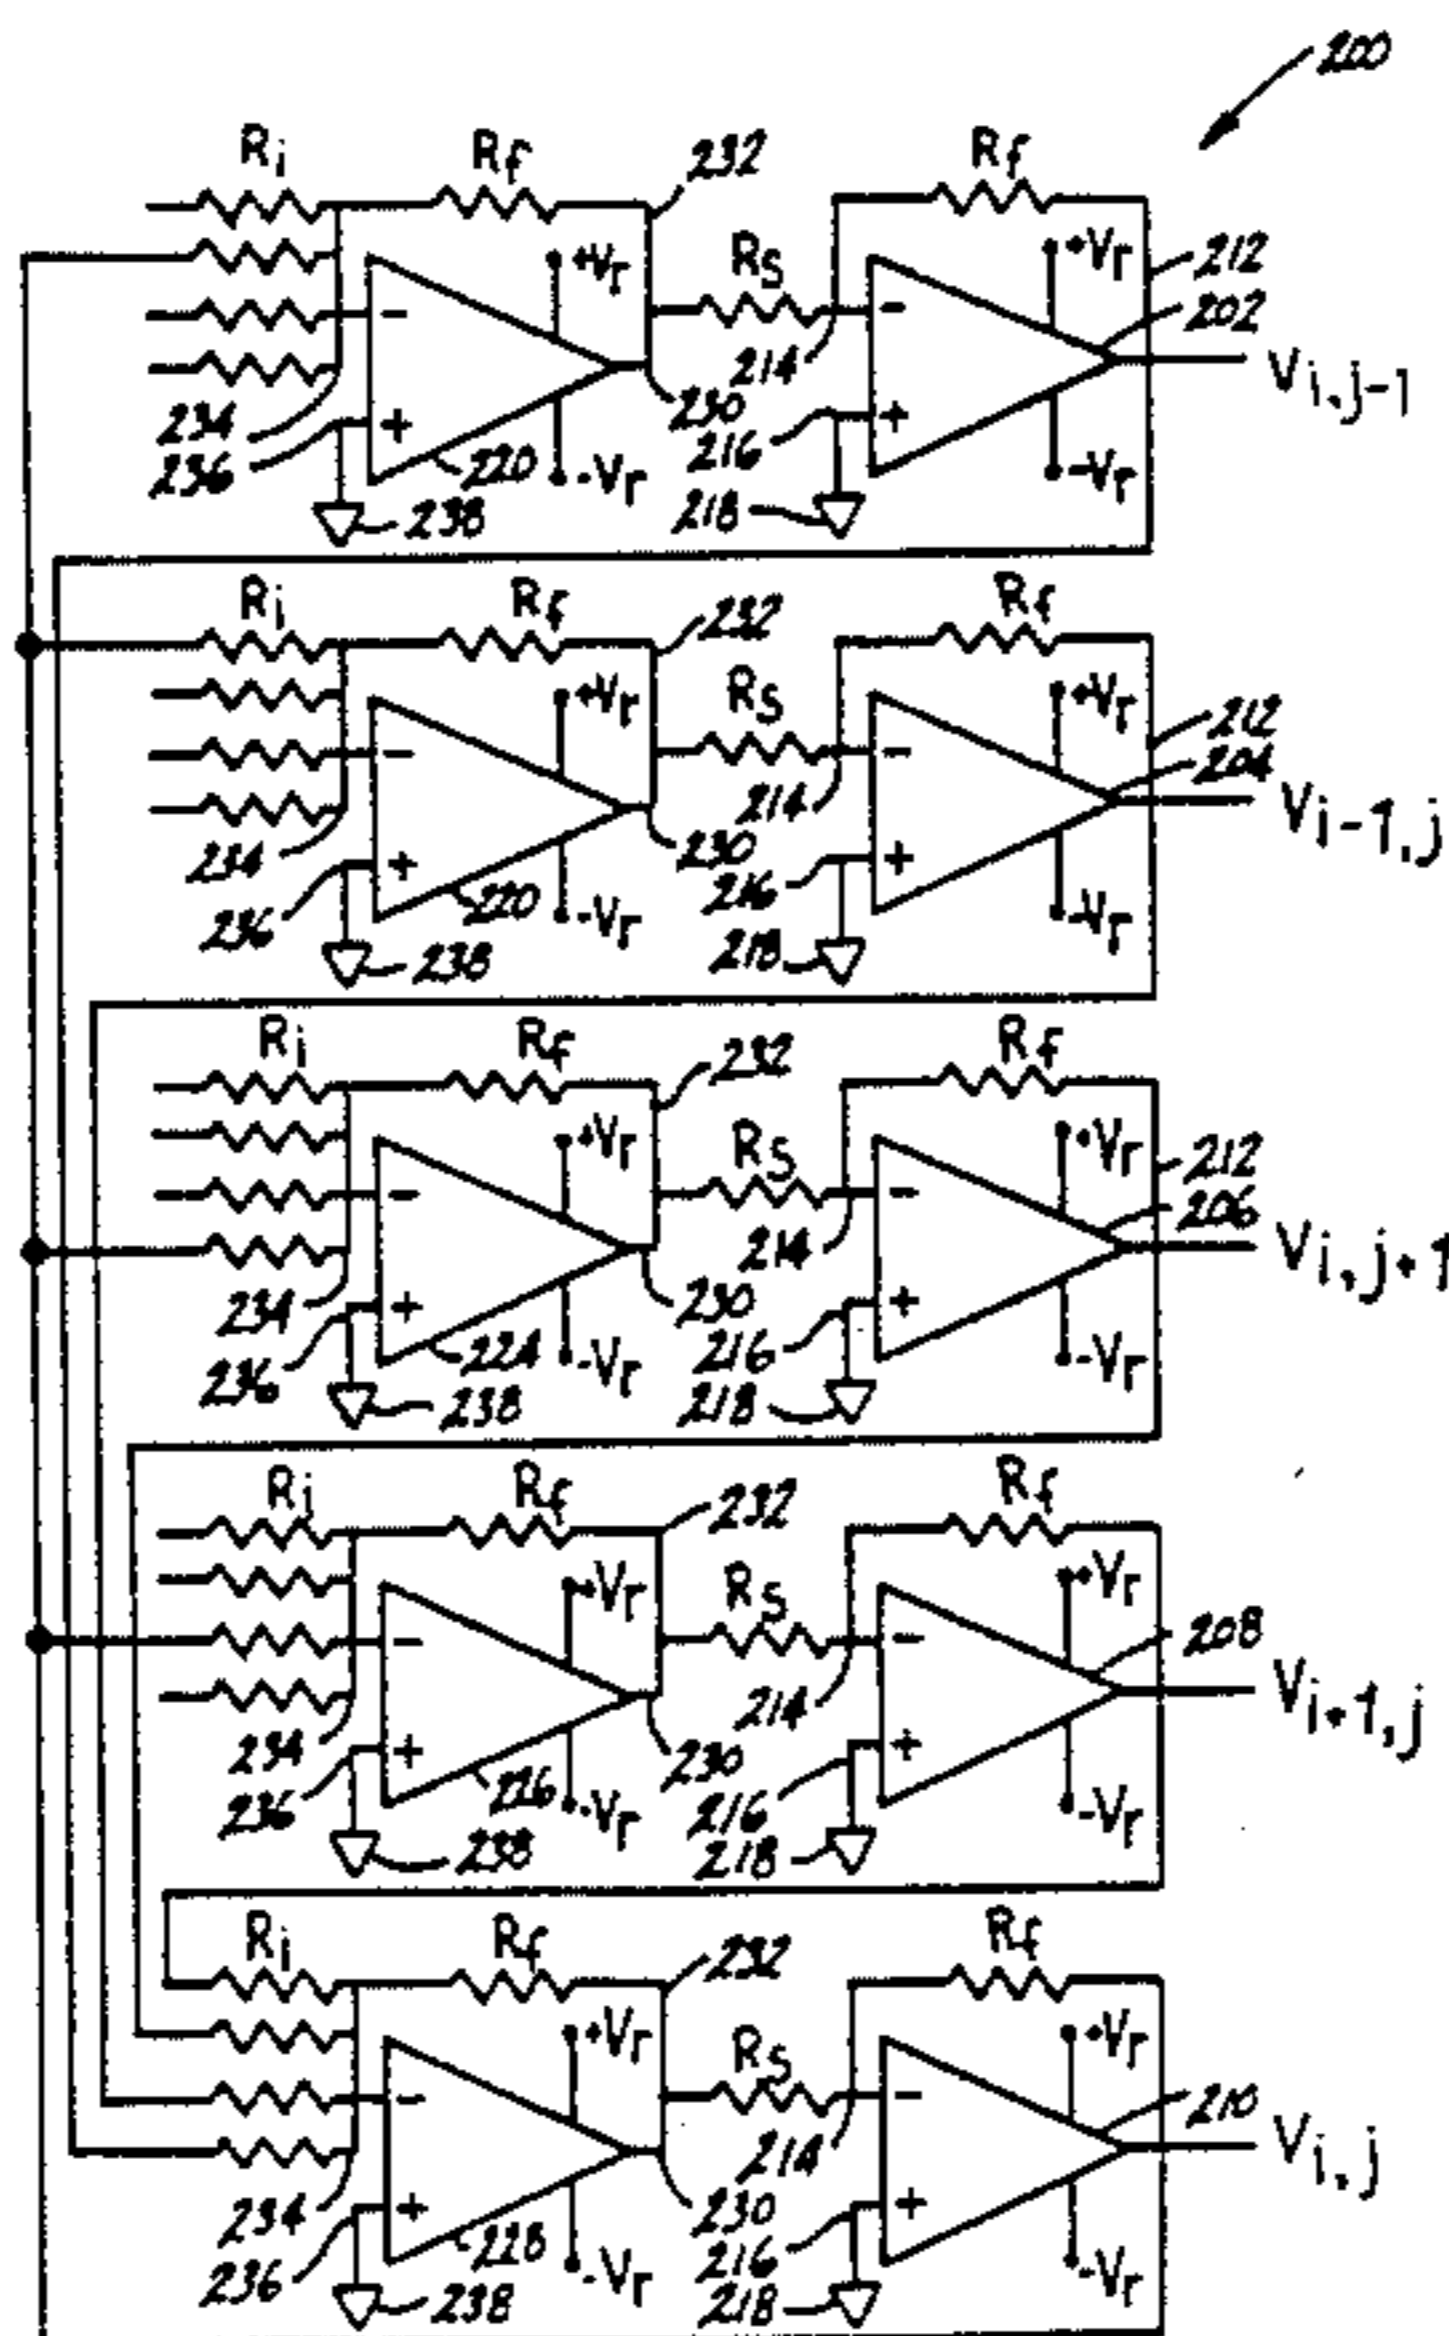 200
Ri Rf 232 Rf
+Vr RS +Vr 212
202
- 214 - Vi,j-1
234 + 230 +
236 220 -Vr 216 -Vr
238 218
Ri Rf 232 Rf
+Vr RS +Vr 212
204
- 214 - Vi-1,j
234 + 230 +
236 220 -Vr 216 -Vr
238 218
Ri Rf 232 Rf
+Vr RS +Vr 212
206
- 214 - Vi,j+1
234 + 230 +
236 224 -Vr 216 -Vr
238 218
Ri Rf 232 Rf
+Vr RS +Vr 208
- 214 - Vi+1,j
234 + 230 +
236 226 -Vr 216 -Vr
238 218
Ri Rf 232 Rf
+Vr RS +Vr 210
- 214 - Vi,j
234 + 230 +
236 228 -Vr 216 -Vr
238 218